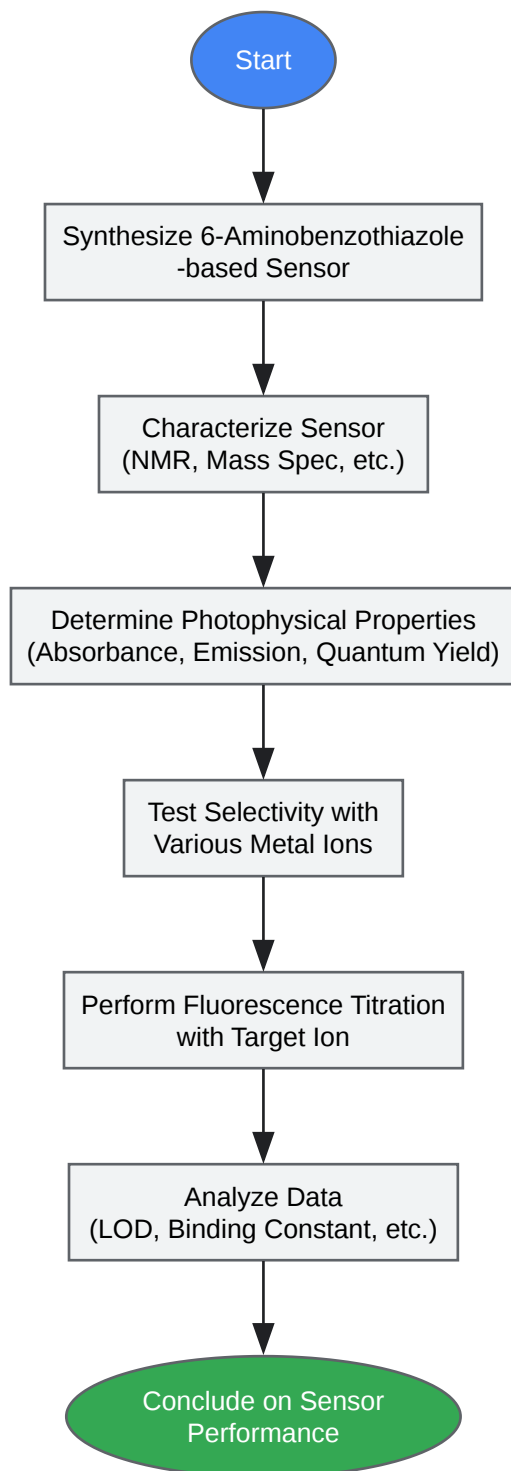 Start
Synthesize 6-Aminobenzothiazole
-based Sensor
Characterize Sensor
(NMR, Mass Spec, etc.)
Determine Photophysical Properties
(Absorbance, Emission, Quantum Yield)
Test Selectivity with
Various Metal Ions
Perform Fluorescence Titration
with Target Ion
Analyze Data
(LOD, Binding Constant, etc.)
Conclude on Sensor
Performance